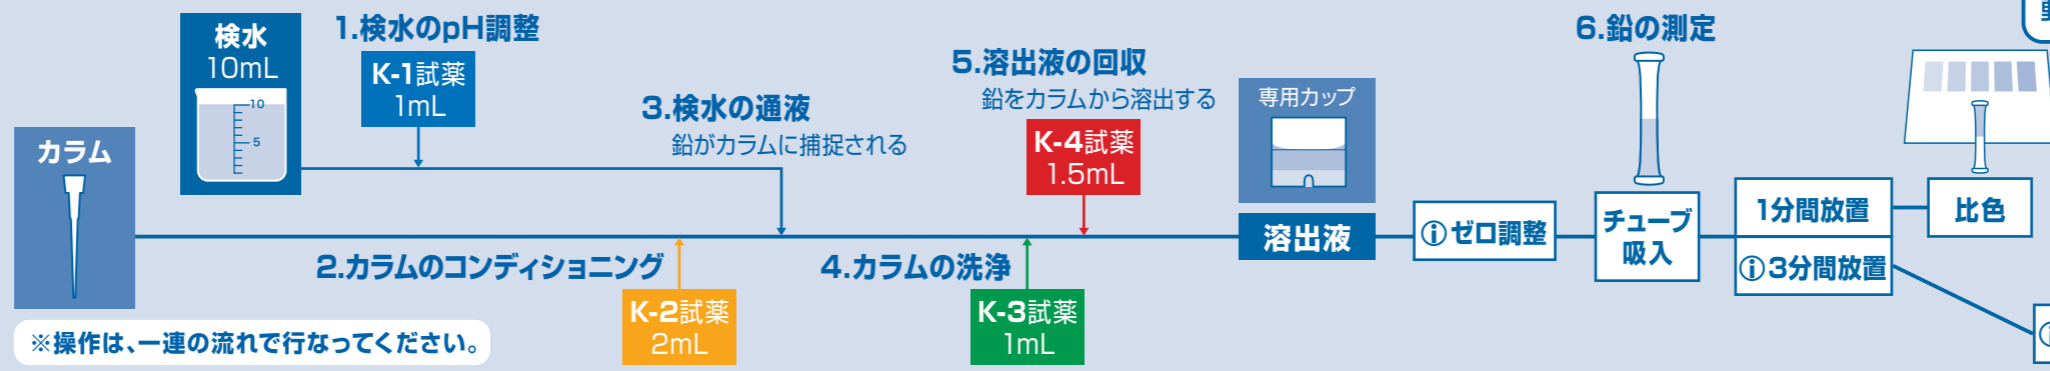 カラム
検水
10mL
10
5
1.検水のpH調整
K-1試薬
1mL
2.カラムのコンディショニング
K-2試薬
2mL
3.検水の通液
鉛がカラムに捕捉される
4.カラムの洗浄
K-3試薬
1mL
5.溶出液の回収
鉛をカラムから溶出する
K-4試薬
1.5mL
専用カップ
溶出液
ⓘゼロ調整
6.鉛の測定
チューブ
吸入
1分間放置
ⓘ3分間放置
比色
※操作は、一連の流れで行なってください。